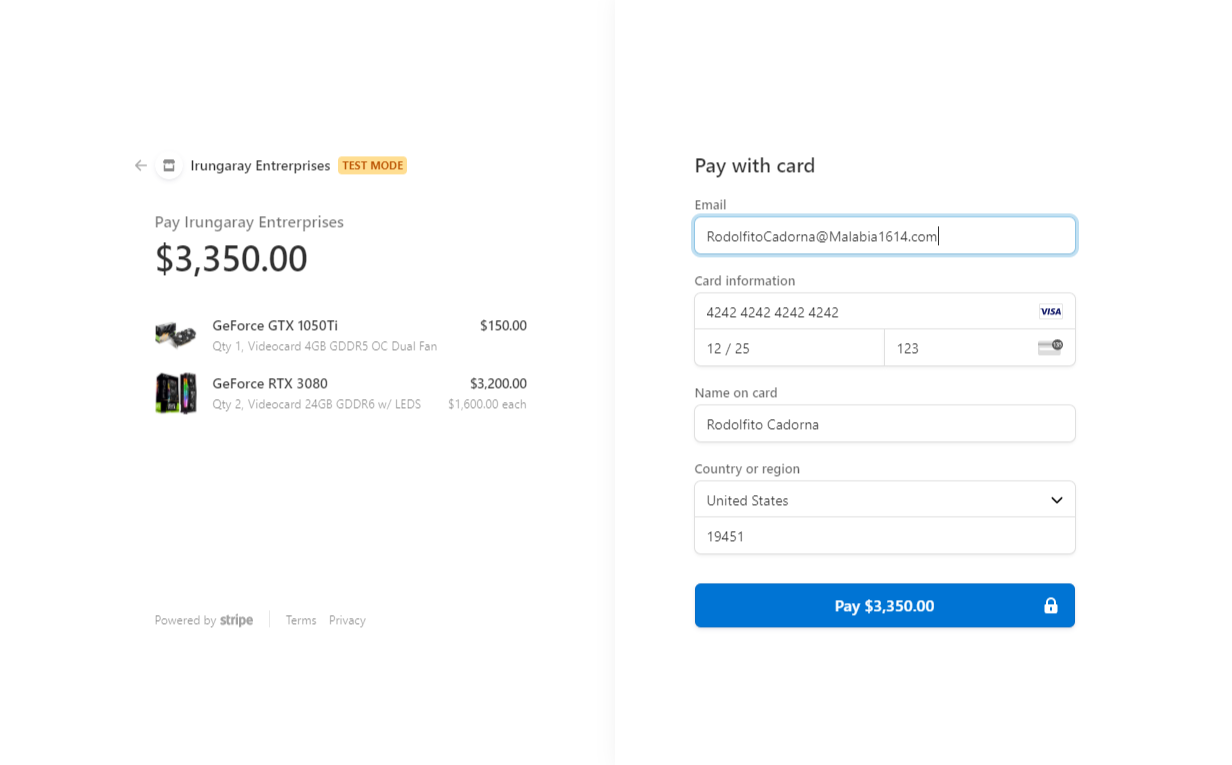 Irungaray Entrerprises TEST MODE
Pay Irungaray Entrerprises
$3,350.00
GeForce GTX 1050Ti $150.00
Qty 1, Videocard 4GB GDDR5 OC Dual Fan
GeForce RTX 3080 $3,200.00
Qty 2, Videocard 24GB GDDR6 w/ LEDS $1,600.00 each
Powered by stripe Terms Privacy
Pay with card
Email
RodolfitoCadorna@Malabia1614.com
Card information
4242 4242 4242 4242 VISA
12 / 25 123
Name on card
Rodolfito Cadorna
Country or region
United States
19451
Pay $3,350.00